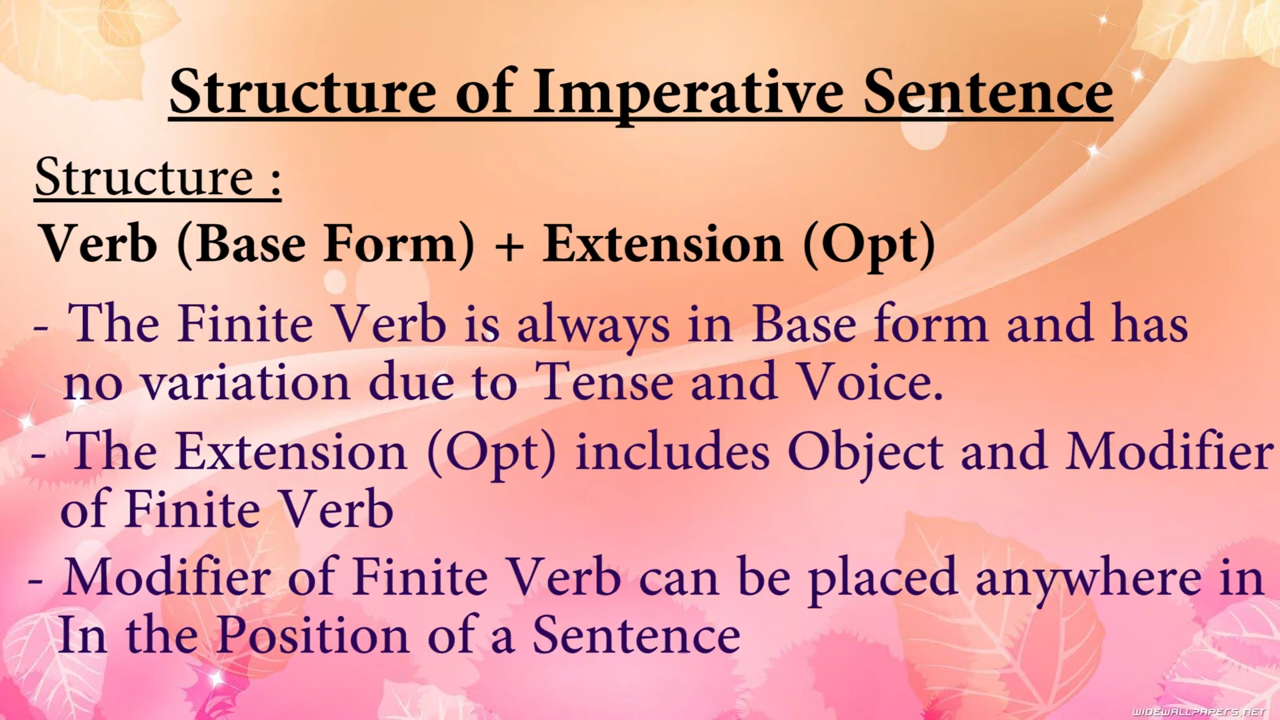 Structure of Imperative Sentence
Structure :
Verb (Base Form) + Extension (Opt)
- The Finite Verb is always in Base form and has
no variation due to Tense and Voice.
- The Extension (Opt) includes Object and Modifier
of Finite Verb
- Modifier of Finite Verb can be placed anywhere in
In the Position of a Sentence
WIDEWALLPAPERS.NET